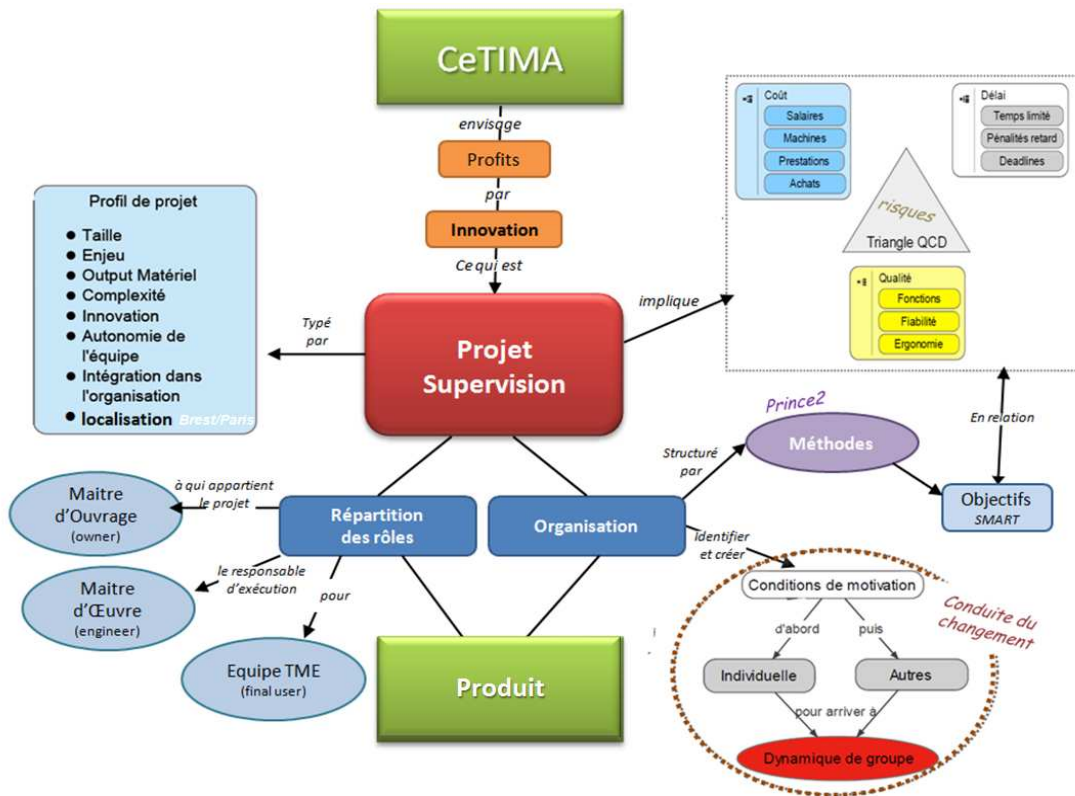 CeTIMA
envisage
Profits
par
Innovation
Ce qui est
Projet
Supervision
Typé
par
Profil de projet
● Taille
● Enjeu
● Output Matériel
● Complexité
● Innovation
● Autonomie de
l'équipe
● Intégration dans
l'organisation
● localisation Brest/Paris
implique
Coût
Salaires
Machines
Prestations
Achats
Délai
Temps limité
Pénalités retard
Deadlines
risques
Triangle QCD
Qualité
Fonctions
Fiabilité
Ergonomie
En relation
Prince2
Méthodes
Structuré
par
Objectifs
SMART
Répartition
des rôles
Organisation
à qui appartient
le projet
Maitre
d'Ouvrage
(owner)
le responsable
d'exécution
Maitre
d'Œuvre
(engineer)
pour
Equipe TME
(final user)
Produit
Identifier
et créer
Conditions de motivation
Conduite du
changement
d'abord
puis
Individuelle
Autres
pour arriver à
Dynamique de groupe